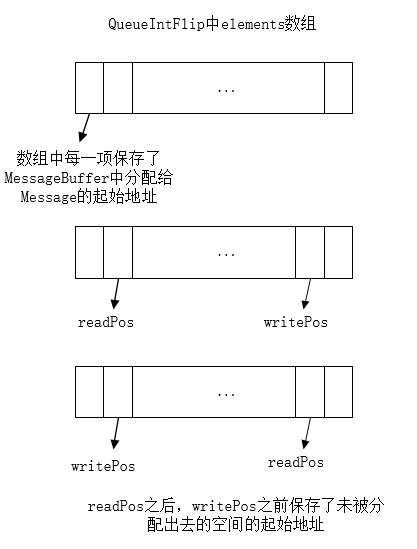 QueueIntFlip中elements数组
...
数组中每一项保存了
MessageBuffer中分配给
Message的起始地址
...
readPos
writePos
...
writePos
readPos
readPos之后，writePos之前保存了未被分
配出去的空间的起始地址